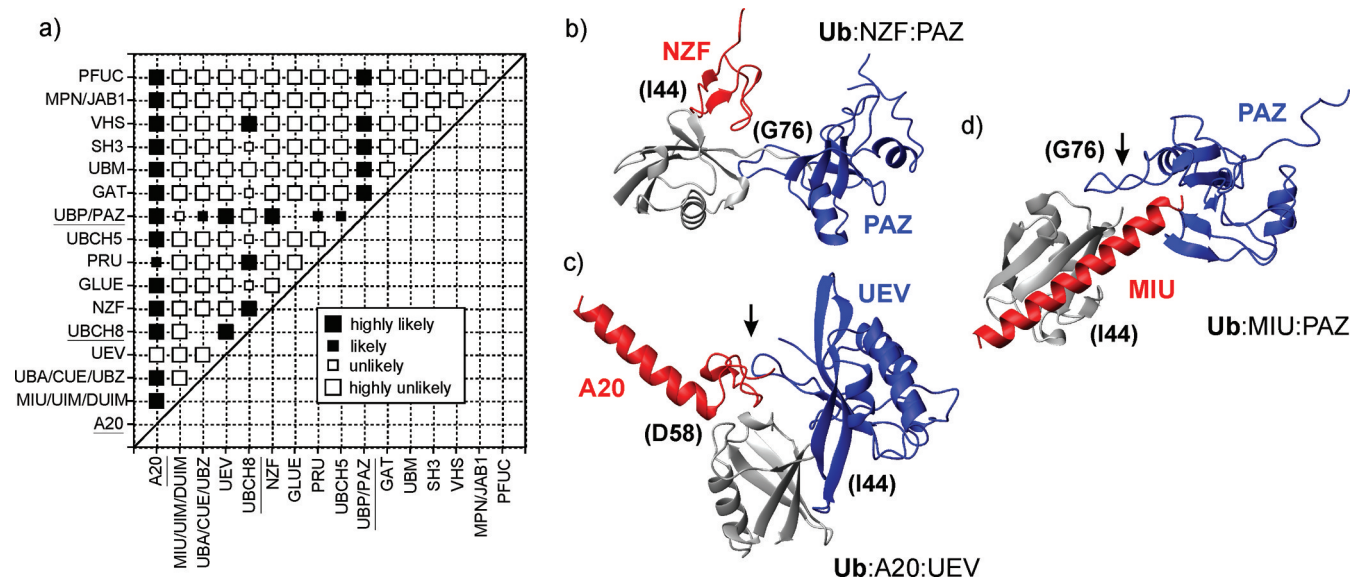 a)
PFUC
MPN/JAB1
VHS
SH3
UBM
GAT
UBP/PAZ
UBCH5
PRU
GLUE
NZF
UBCH8
UEV
UBA/CUE/UBZ
MIU/UIM/DUIM
A20
highly likely
likely
unlikely
highly unlikely
A20
MIU/UIM/DUIM
UBA/CUE/UBZ
UEV
UBCH8
NZF
GLUE
PRU
UBCH5
UBP/PAZ
GAT
UBM
SH3
VHS
MPN/JAB1
PFUC
b)
Ub:NZF:PAZ
NZF
(I44)
(G76)
PAZ
c)
UEV
A20
(D58)
(I44)
Ub:A20:UEV
d)
PAZ
(G76)
MIU
(I44)
Ub:MIU:PAZ